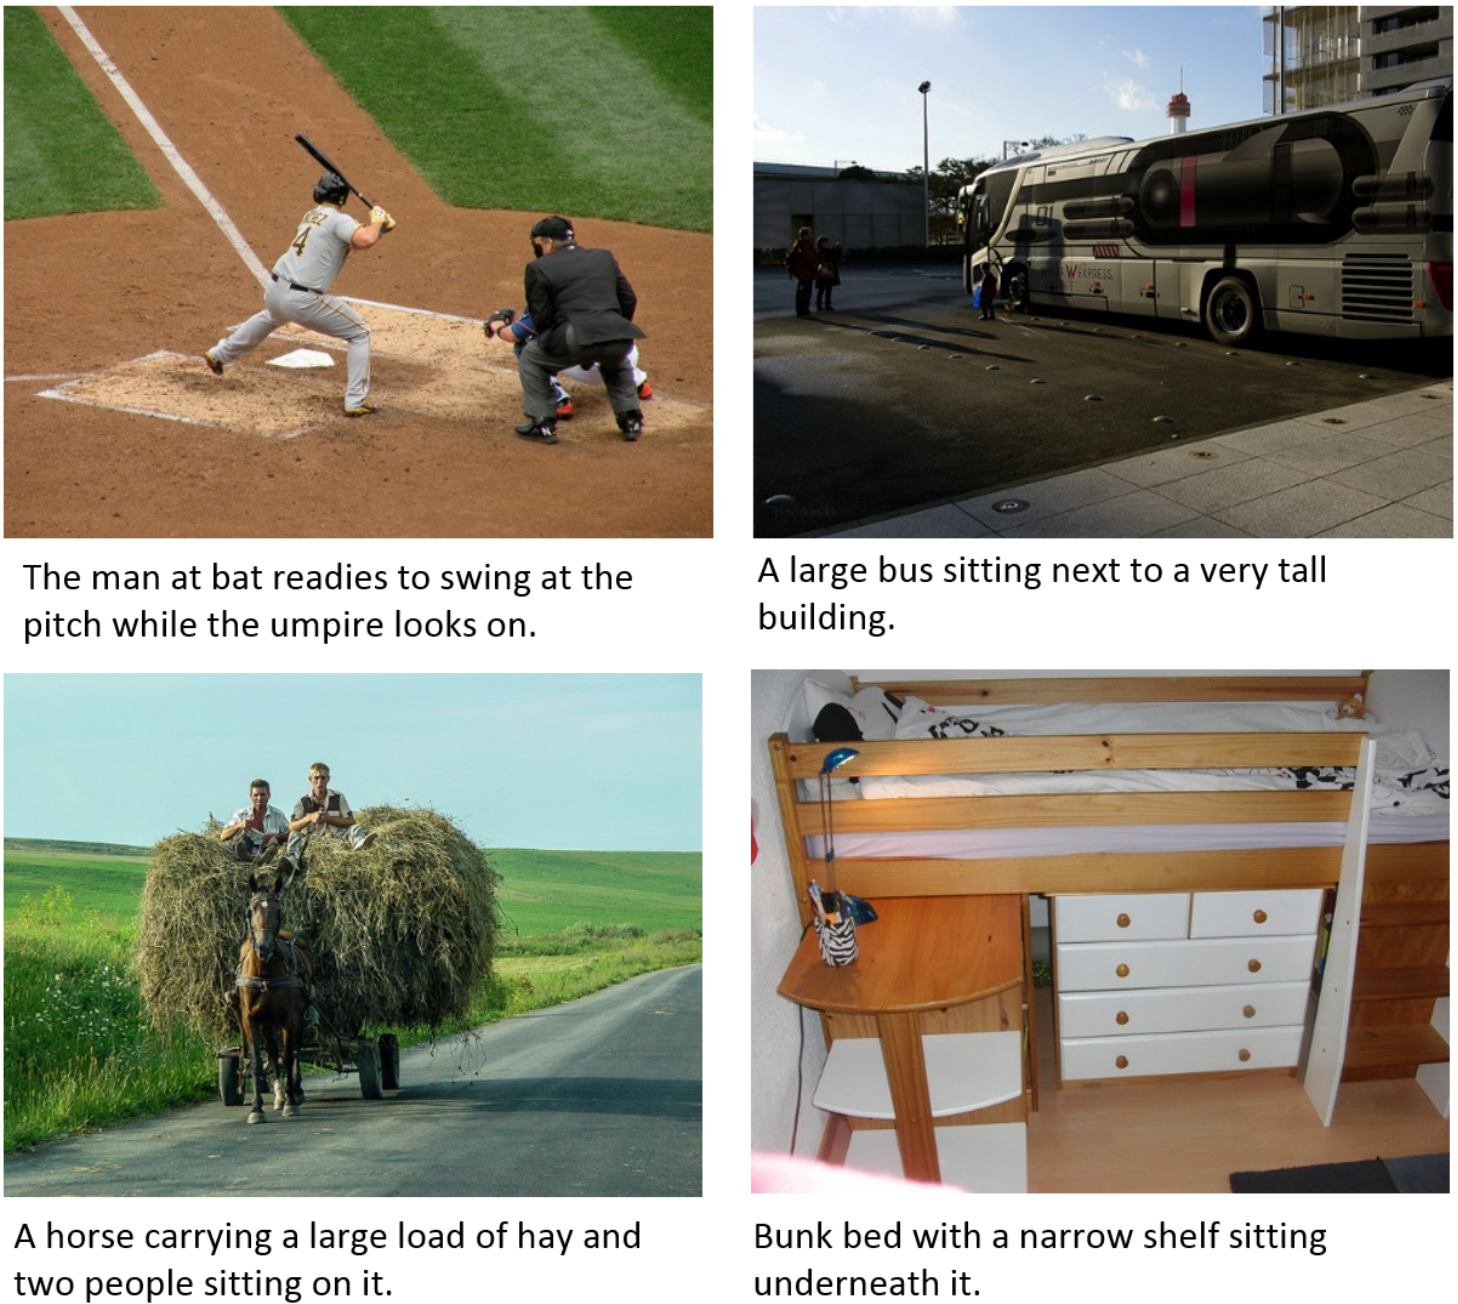 The man at bat readies to swing at the
pitch while the umpire looks on.
A large bus sitting next to a very tall
building.
A horse carrying a large load of hay and
two people sitting on it.
Bunk bed with a narrow shelf sitting
underneath it.